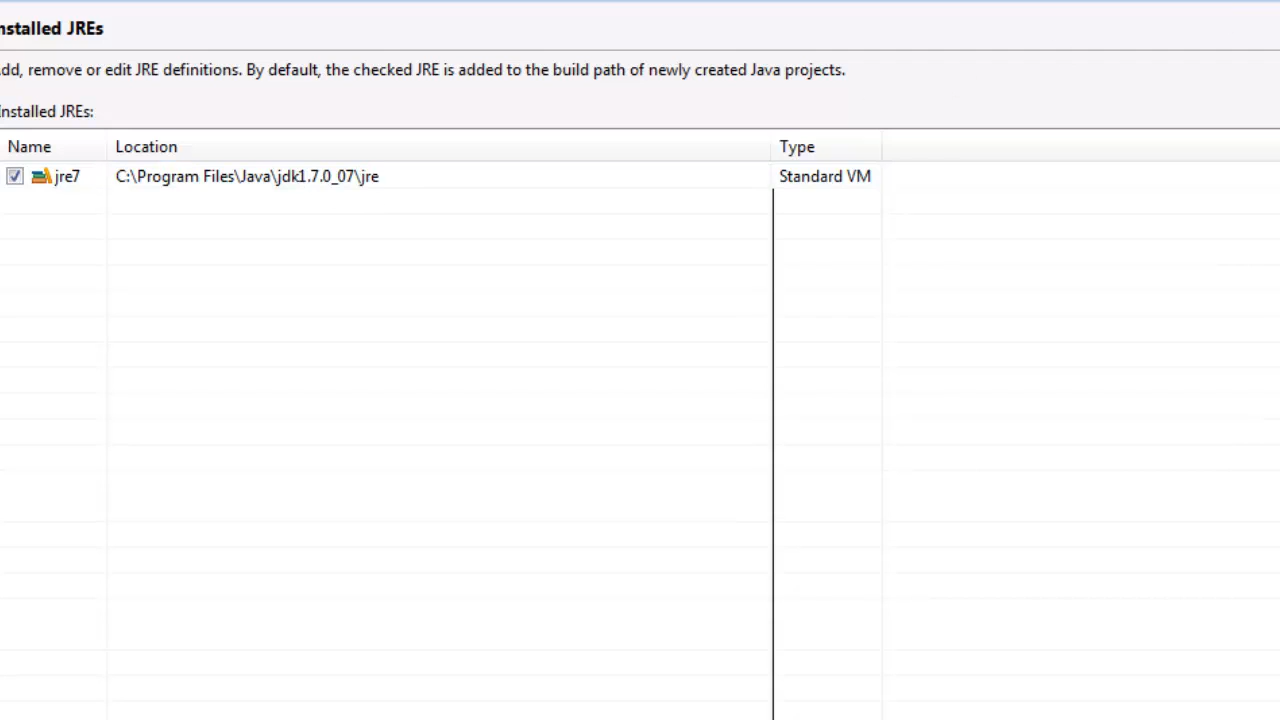 nstalled JREs
dd, remove or edit JRE definitions. By default, the checked JRE is added to the build path of newly created Java projects.
Installed JREs:
Name Location Type
jre7 C:\Program Files\Java\jdk1.7.0_07\jre Standard VM